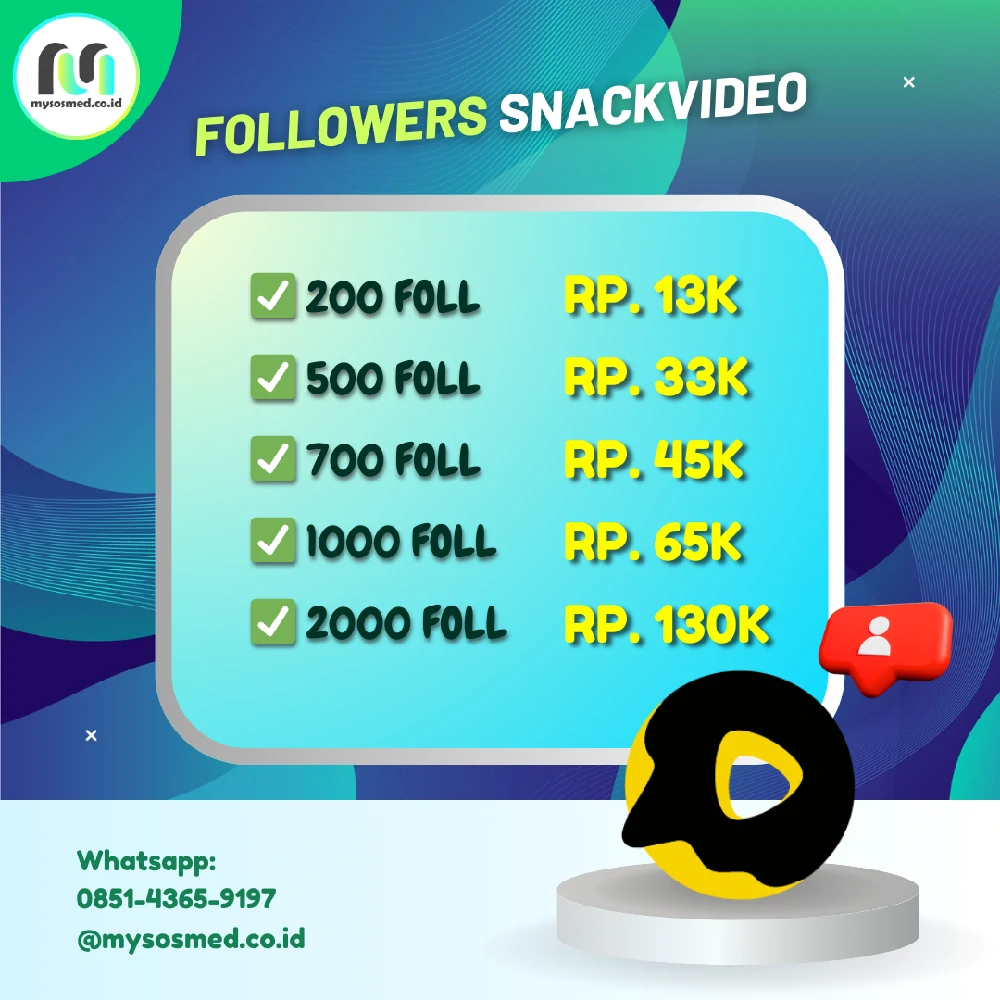 mysosmed.co.id
FOLLOWERS SNACKVIDEO
200 FOLL RP. 13K
500 FOLL RP. 33K
700 FOLL RP. 45K
1000 FOLL RP. 65K
2000 FOLL RP. 130K
Whatsapp:
0851-4365-9197
@mysosmed.co.id